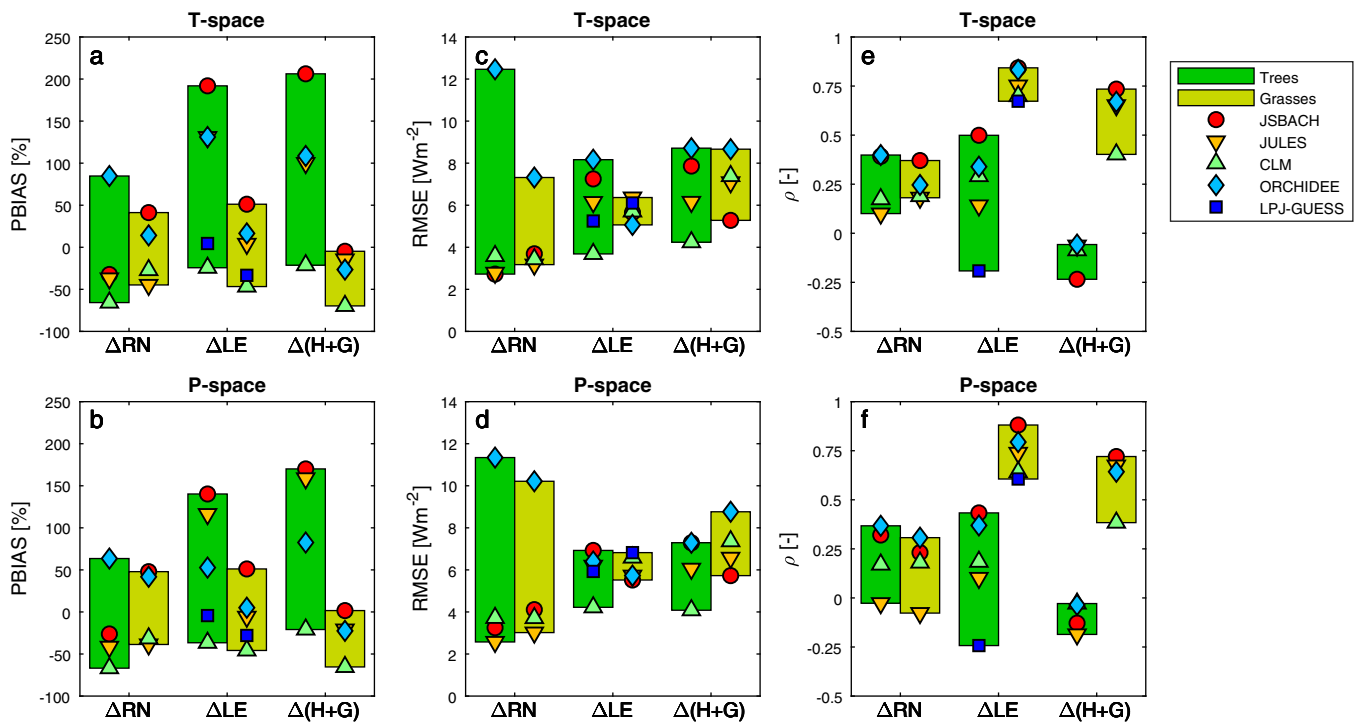 T-space
a
PBIAS [%]
250
200
150
100
50
0
-50
-100
ΔRN
ΔLE
Δ(H+G)
T-space
c
RMSE [Wm-2]
14
12
10
8
6
4
2
0
ΔRN
ΔLE
Δ(H+G)
T-space
e
ρ [-]
1
0.75
0.5
0.25
0
-0.25
-0.5
ΔRN
ΔLE
Δ(H+G)
Trees
Grasses
JSBACH
JULES
CLM
ORCHIDEE
LPJ-GUESS
P-space
b
PBIAS [%]
250
200
150
100
50
0
-50
-100
ΔRN
ΔLE
Δ(H+G)
P-space
d
RMSE [Wm-2]
14
12
10
8
6
4
2
0
ΔRN
ΔLE
Δ(H+G)
P-space
f
ρ [-]
1
0.75
0.5
0.25
0
-0.25
-0.5
ΔRN
ΔLE
Δ(H+G)